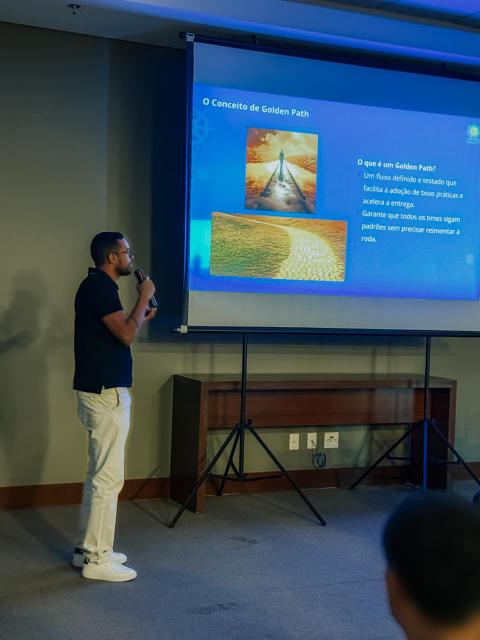 O Conceito de Golden Path
O que é um Golden Path?
Um fluxo definido e testado que
facilita a adoção de boas práticas e
acelera a entrega.
Garante que todos os times sigam
padrões sem precisar reinventar a
roda.